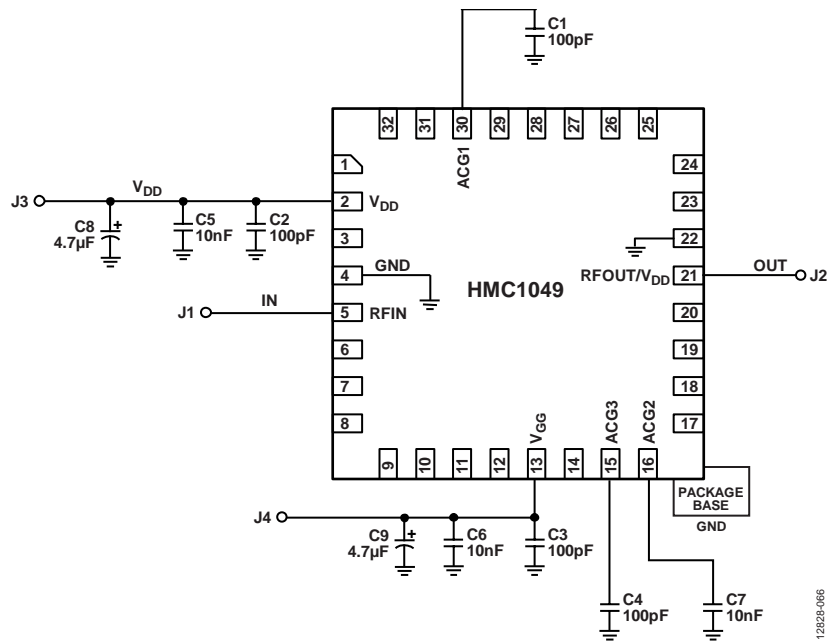 C1
100pF
32
31
30
29
28
27
26
25
ACG1
1
24
J3
VDD
2
VDD
23
C8
4.7µF
+
C5
10nF
C2
100pF
3
22
4
GND
HMC1049
RFOUT/VDD
21
OUT
J2
J1
IN
5
RFIN
20
6
19
7
18
8
17
VGG
ACG3
ACG2
9
10
11
12
13
14
15
16
PACKAGE
BASE
GND
J4
C9
4.7µF
+
C6
10nF
C3
100pF
C4
100pF
C7
10nF
12828-066